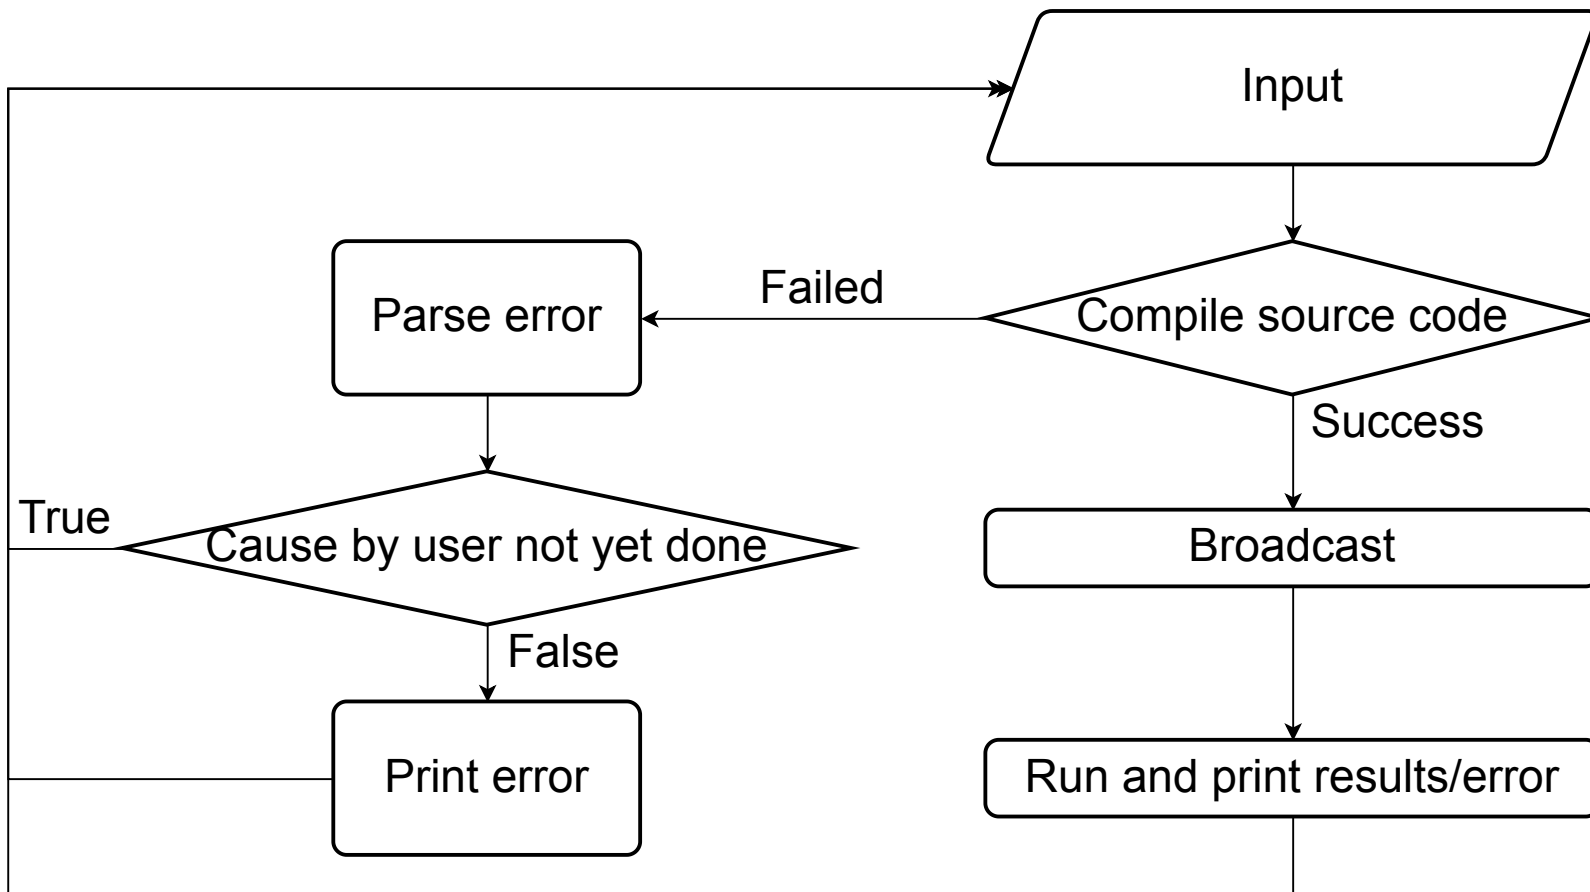 Input
Failed
Parse error
Compile source code
Success
True
Cause by user not yet done
Broadcast
False
Print error
Run and print results/error